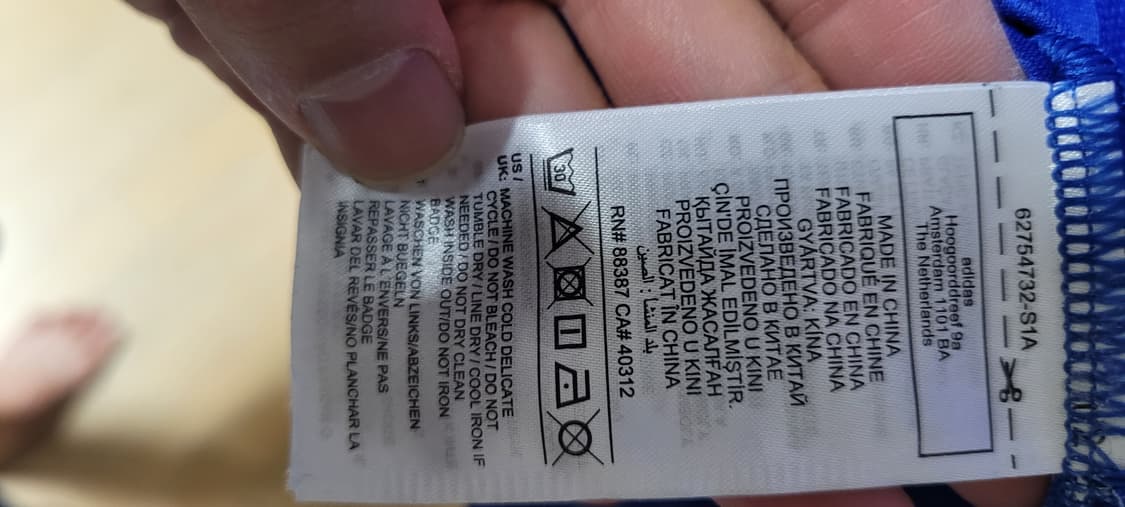 62754732-S1A
adidas
Hoogoorddreef 9a
Amsterdam 1101 BA
The Netherlands
MADE IN CHINA
FABRIQUÉ EN CHINE
FABRICADO EN CHINA
FABRICADO NA CHINA
GYÁRTVA: KÍNA
ПРОИЗВЕДЕНО В КИТАЙ
СДЕЛАНО В КИТАЕ
PROIZVEDENO U KINI
ÇİN'DE İMAL EDİLMİŞTİR.
ҚЫТАЙДА ЖАСАЛҒАН
PROIZVEDENO U KINI
FABRICAT ÎN CHINA
بلد المنشا : الصين
RN# 88387 CA# 40312
30
US /
UK: MACHINE WASH COLD DELICATE
CYCLE / DO NOT BLEACH / DO NOT
TUMBLE DRY / LINE DRY / COOL IRON IF
NEEDED / DO NOT DRY CLEAN
WASH INSIDE OUT/DO NOT IRON
BADGE
WASCHEN VON LINKS/ABZEICHEN
NICHT BUEGELN
LAVAGE À L'ENVERS/NE PAS
REPASSER LE BADGE
LAVAR DEL REVÉS/NO PLANCHAR LA
INSIGNIA